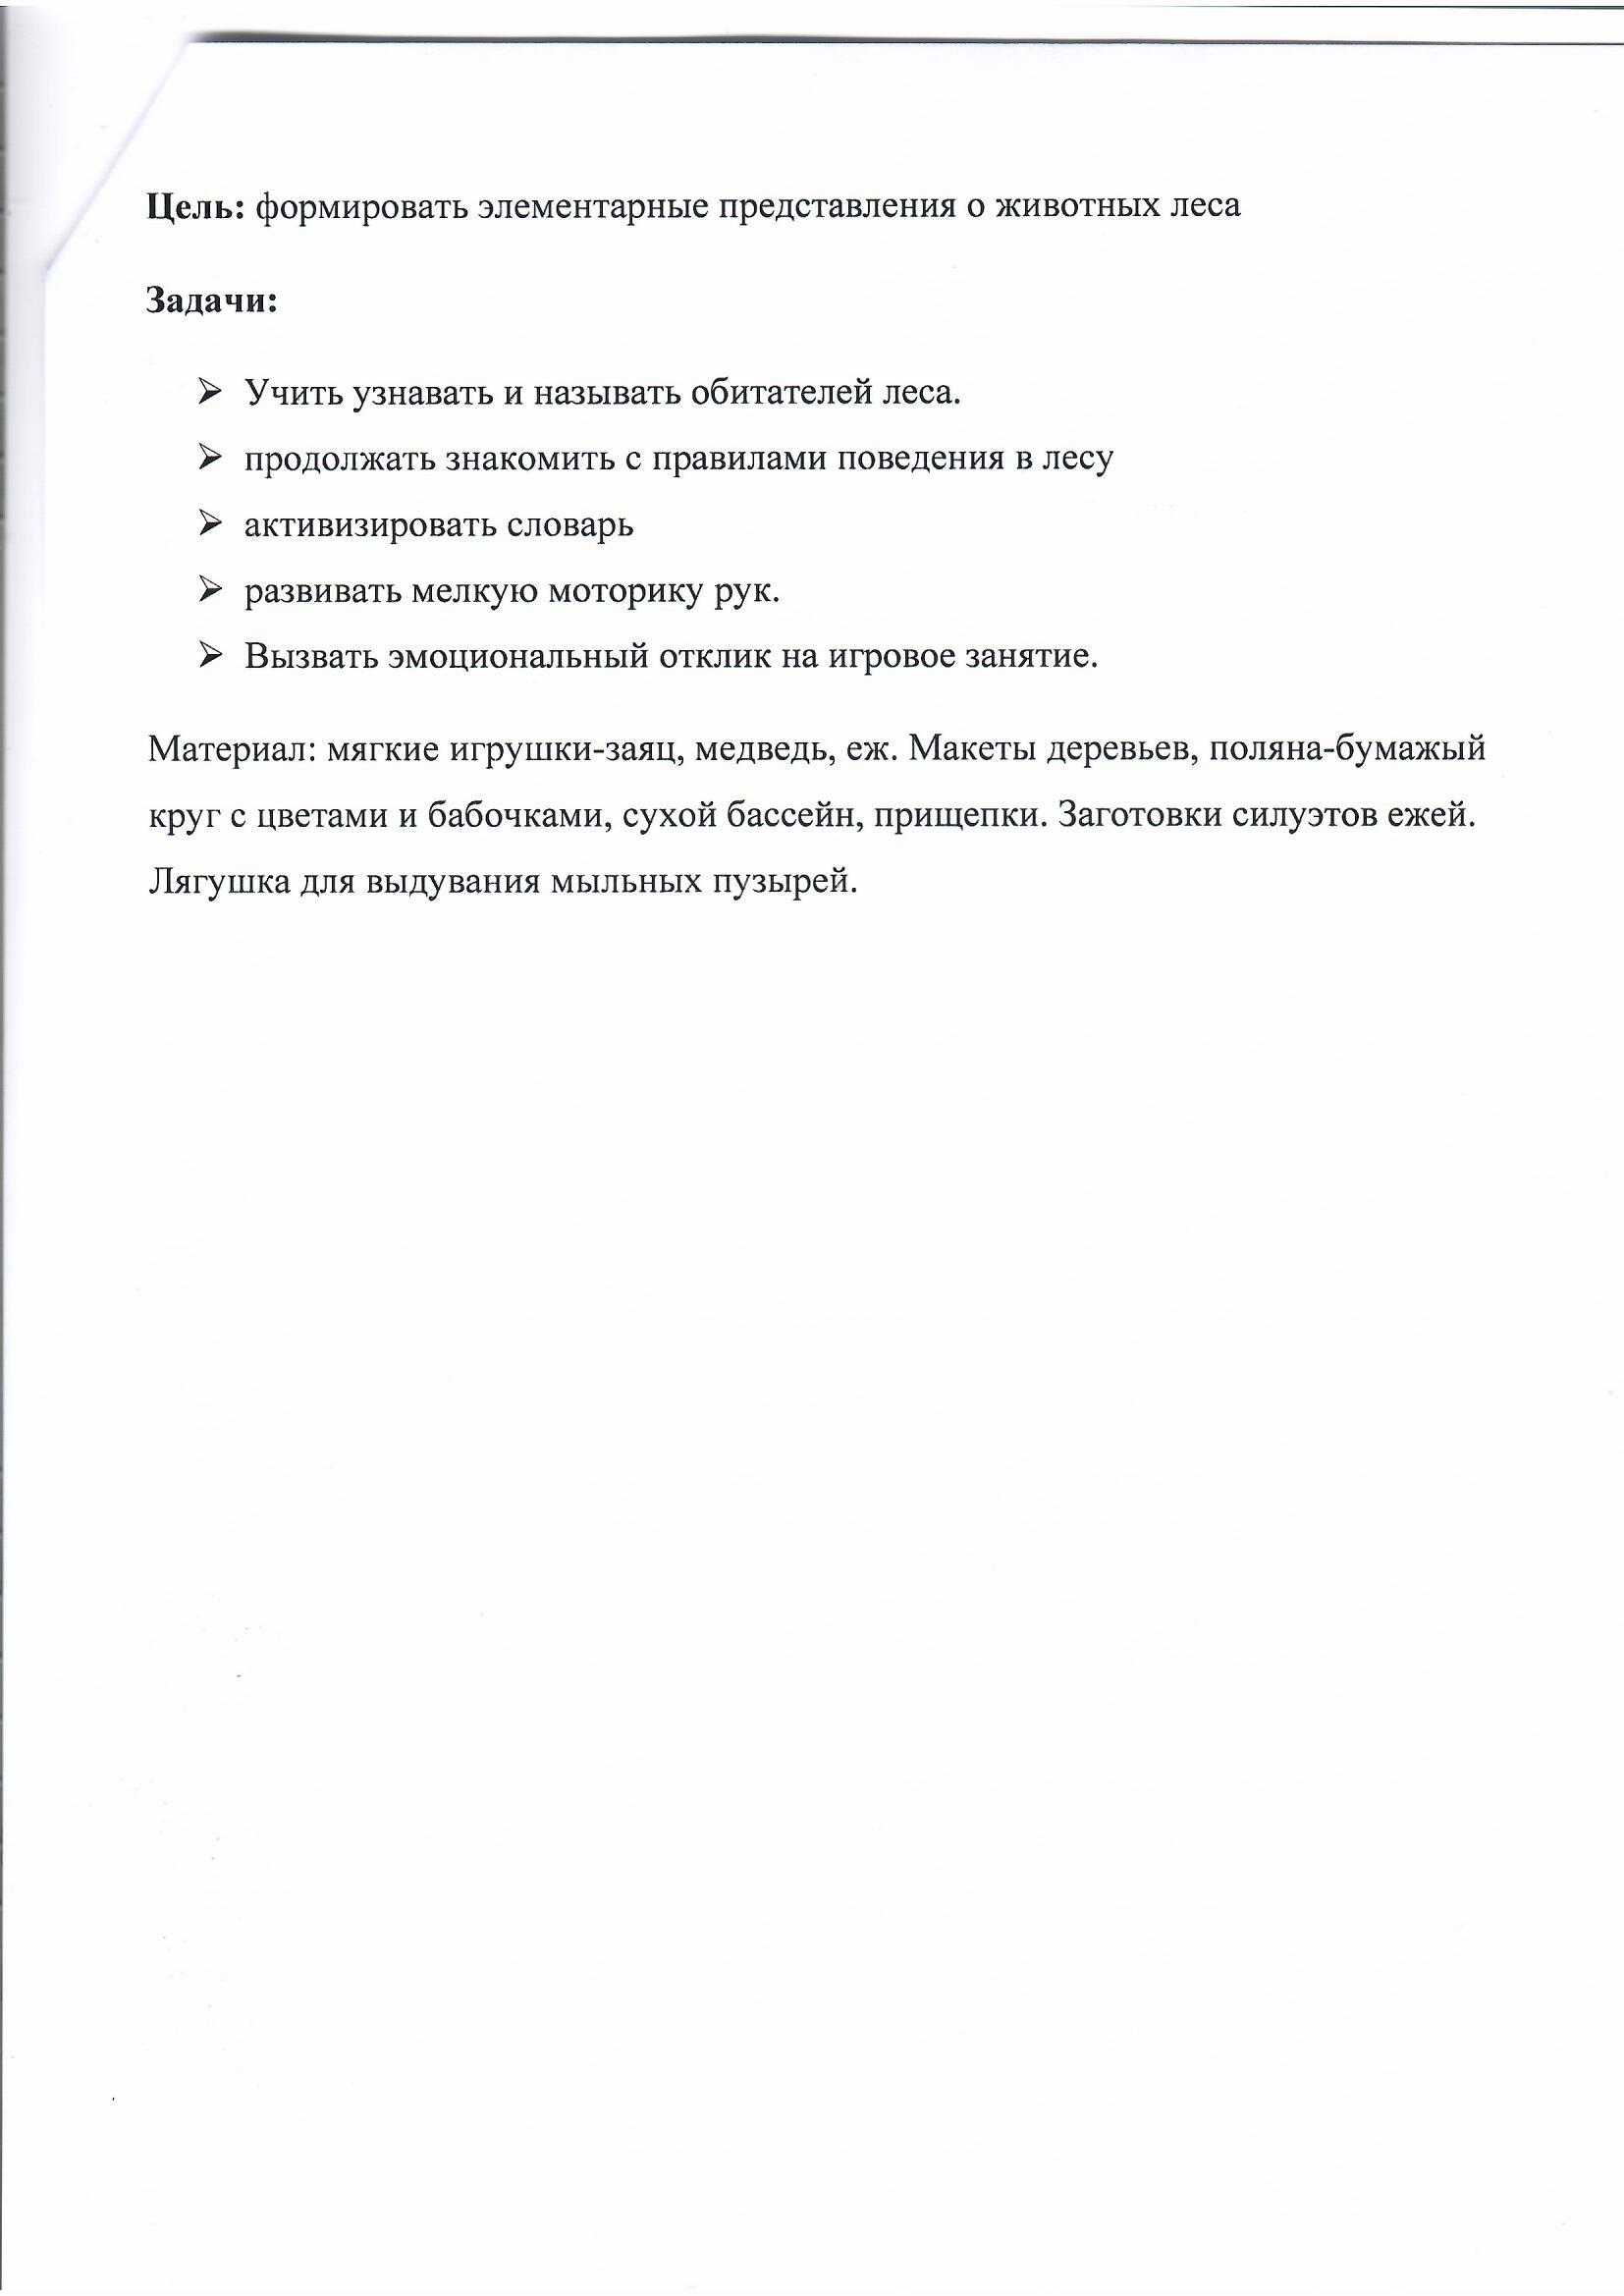 Цель: формировать элементарные представления о животных леса
Задачи:
➢ Учить узнавать и называть обитателей леса.
➢ продолжать знакомить с правилами поведения в лесу
➢ активизировать словарь
➢ развивать мелкую моторику рук.
➢ Вызвать эмоциональный отклик на игровое занятие.
Материал: мягкие игрушки-заяц, медведь, еж. Макеты деревьев, поляна-бумажый
круг с цветами и бабочками, сухой бассейн, прищепки. Заготовки силуэтов ежей.
Лягушка для выдувания мыльных пузырей.